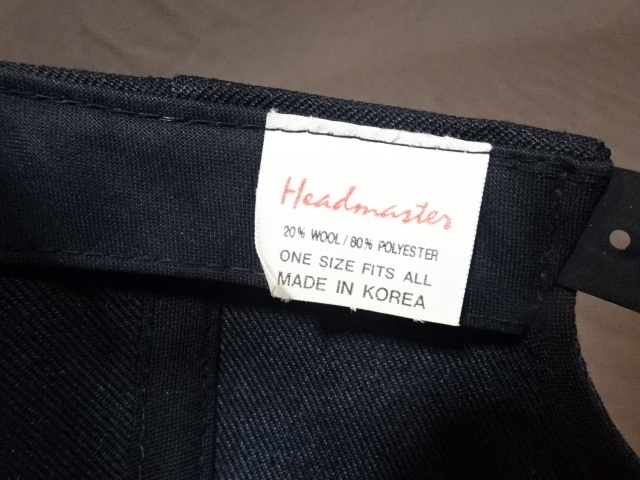 Headmaster
20% WOOL / 80% POLYESTER
ONE SIZE FITS ALL
MADE IN KOREA